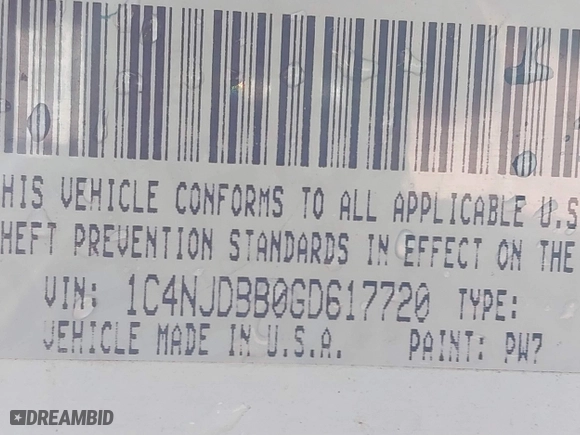 HIS VEHICLE CONFORMS TO ALL APPLICABLE U.S
HEFT PREVENTION STANDARDS IN EFFECT ON THE
VIN: 1C4NJDBB0GD617720 TYPE:
VEHICLE MADE IN U.S.A. PAINT: PW7
DREAMBID